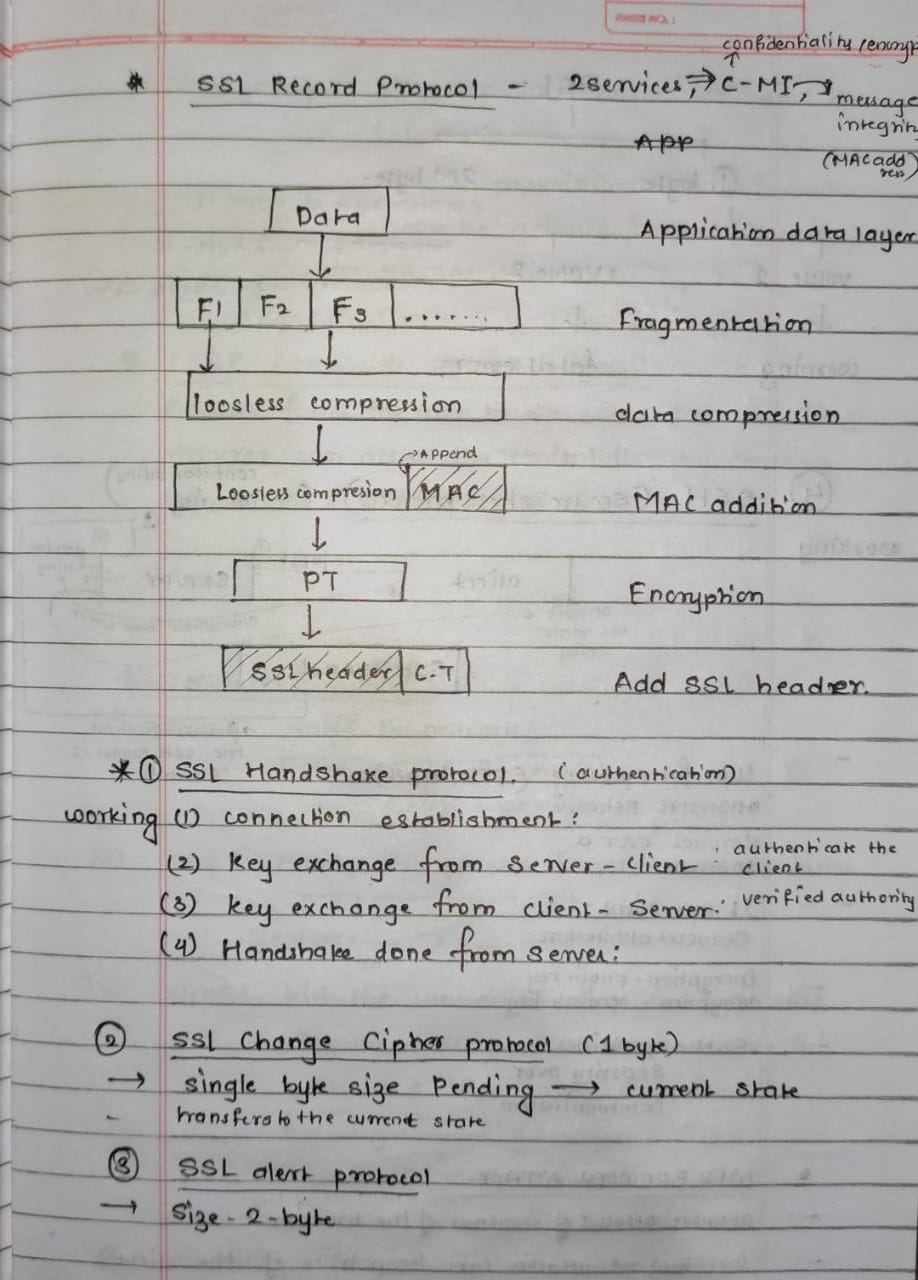 PAGE NO.:
confidentiality (encryp
* SSL Record Protocol - 2 services, ⇒ C-MI, → message
integrity
APP
(MAC add
ress)
Data
Application data layer
F1 F2 F3 .......
Fragmentation
loosless compression
data compression
→APPend
Loosless compresion MAC
MAC addition
PT
Encryption
SSL header C.T
Add SSL header.
* ① SSL Handshake protocol. (authentication)
working (1) connection establishment:
(2) Key exchange from Server - Client : authenticate the
client
(3) key exchange from client - Server: verified authority
(4) Handshake done from server:
② SSL Change Cipher protocol (1 byte)
→ single byte size Pending → current state
- transfers to the current state
③ SSL alert protocol
→ Size - 2 - byte